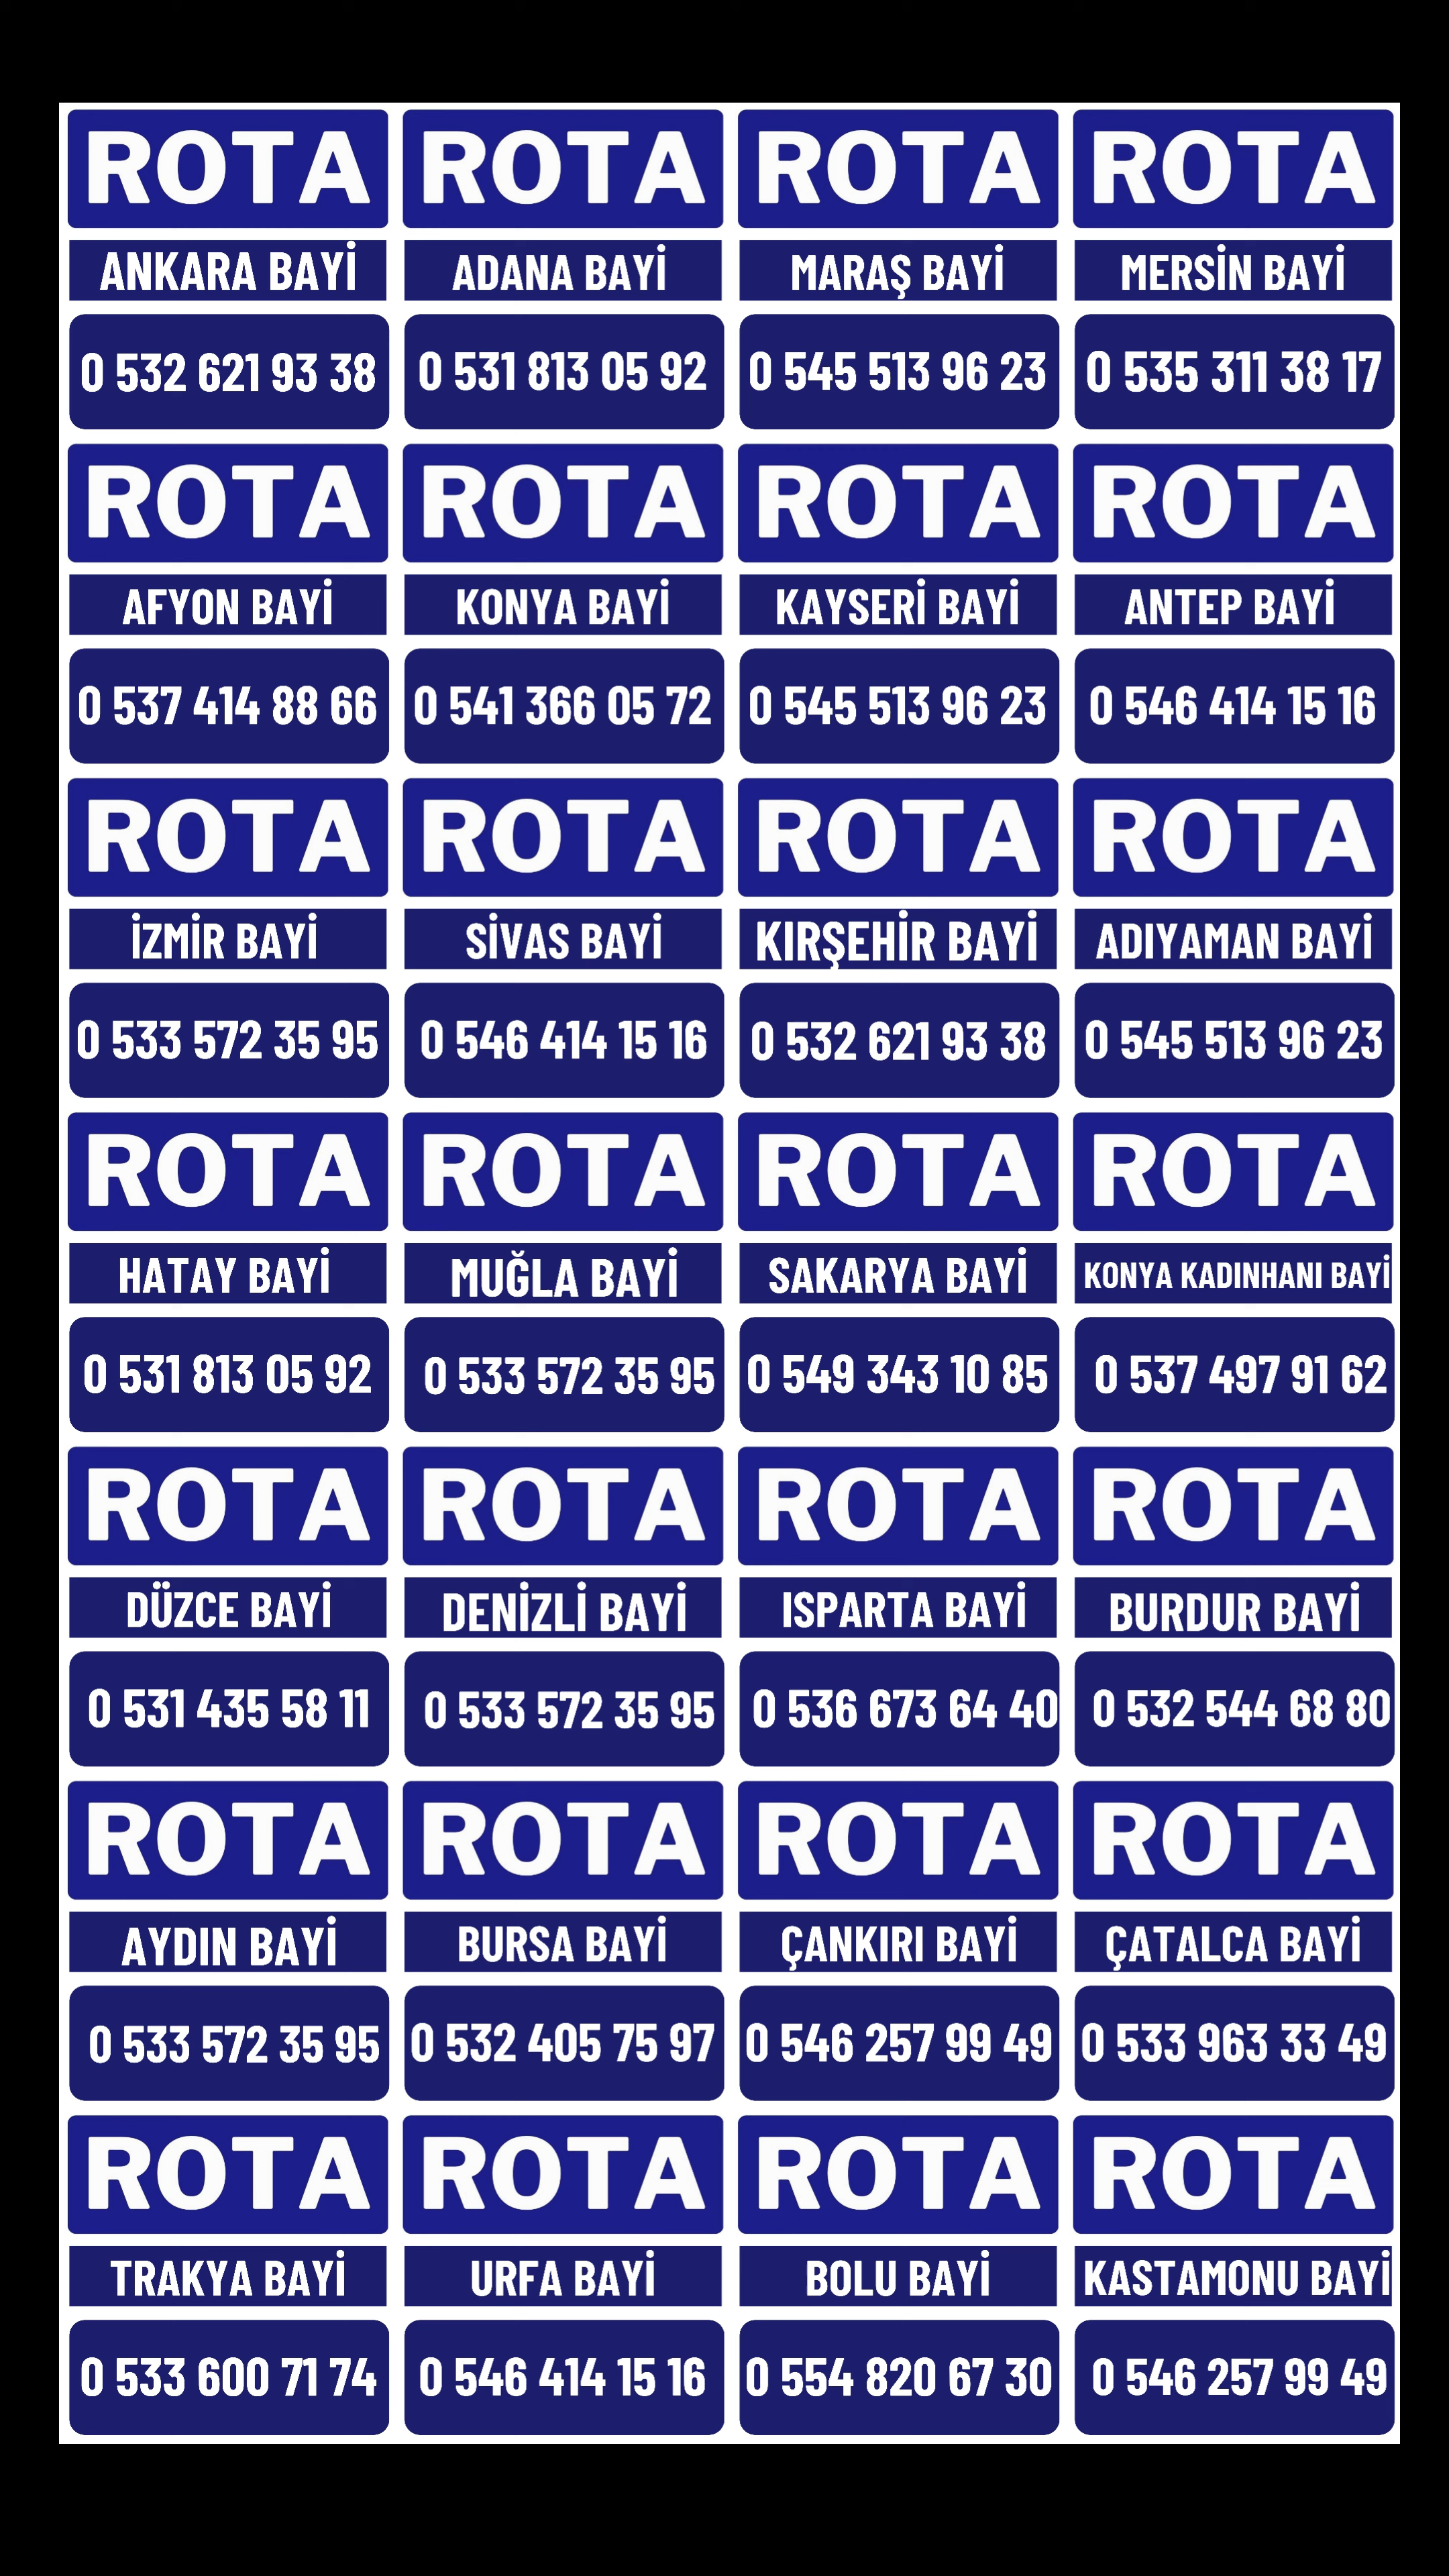 ROTA ROTA ROTA ROTA
ANKARA BAYİ ADANA BAYİ MARAŞ BAYİ MERSİN BAYİ
0 532 621 93 38 0 531 813 05 92 0 545 513 96 23 0 535 311 38 17
ROTA ROTA ROTA ROTA
AFYON BAYİ KONYA BAYİ KAYSERİ BAYİ ANTEP BAYİ
0 537 414 88 66 0 541 366 05 72 0 545 513 96 23 0 546 414 15 16
ROTA ROTA ROTA ROTA
İZMİR BAYİ SİVAS BAYİ KIRŞEHİR BAYİ ADIYAMAN BAYİ
0 533 572 35 95 0 546 414 15 16 0 532 621 93 38 0 545 513 96 23
ROTA ROTA ROTA ROTA
HATAY BAYİ MUĞLA BAYİ SAKARYA BAYİ KONYA KADINHANI BAYİ
0 531 813 05 92 0 533 572 35 95 0 549 343 10 85 0 537 497 91 62
ROTA ROTA ROTA ROTA
DÜZCE BAYİ DENİZLİ BAYİ ISPARTA BAYİ BURDUR BAYİ
0 531 435 58 11 0 533 572 35 95 0 536 673 64 40 0 532 544 68 80
ROTA ROTA ROTA ROTA
AYDIN BAYİ BURSA BAYİ ÇANKIRI BAYİ ÇATALCA BAYİ
0 533 572 35 95 0 532 405 75 97 0 546 257 99 49 0 533 963 33 49
ROTA ROTA ROTA ROTA
TRAKYA BAYİ URFA BAYİ BOLU BAYİ KASTAMONU BAYİ
0 533 600 71 74 0 546 414 15 16 0 554 820 67 30 0 546 257 99 49